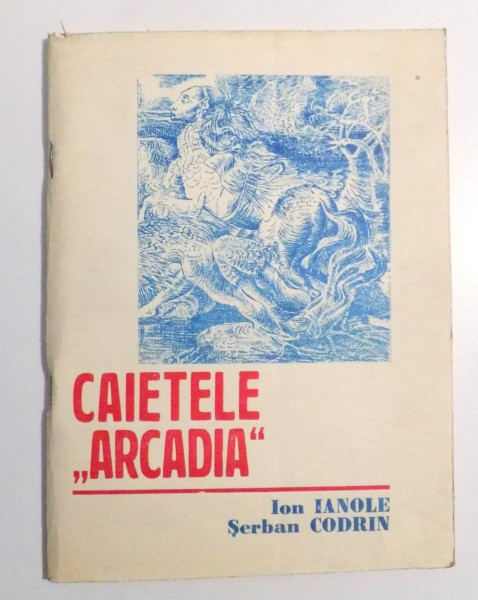 CAIETELE
„ARCADIA“
Ion IANOLE
Şerban CODRIN